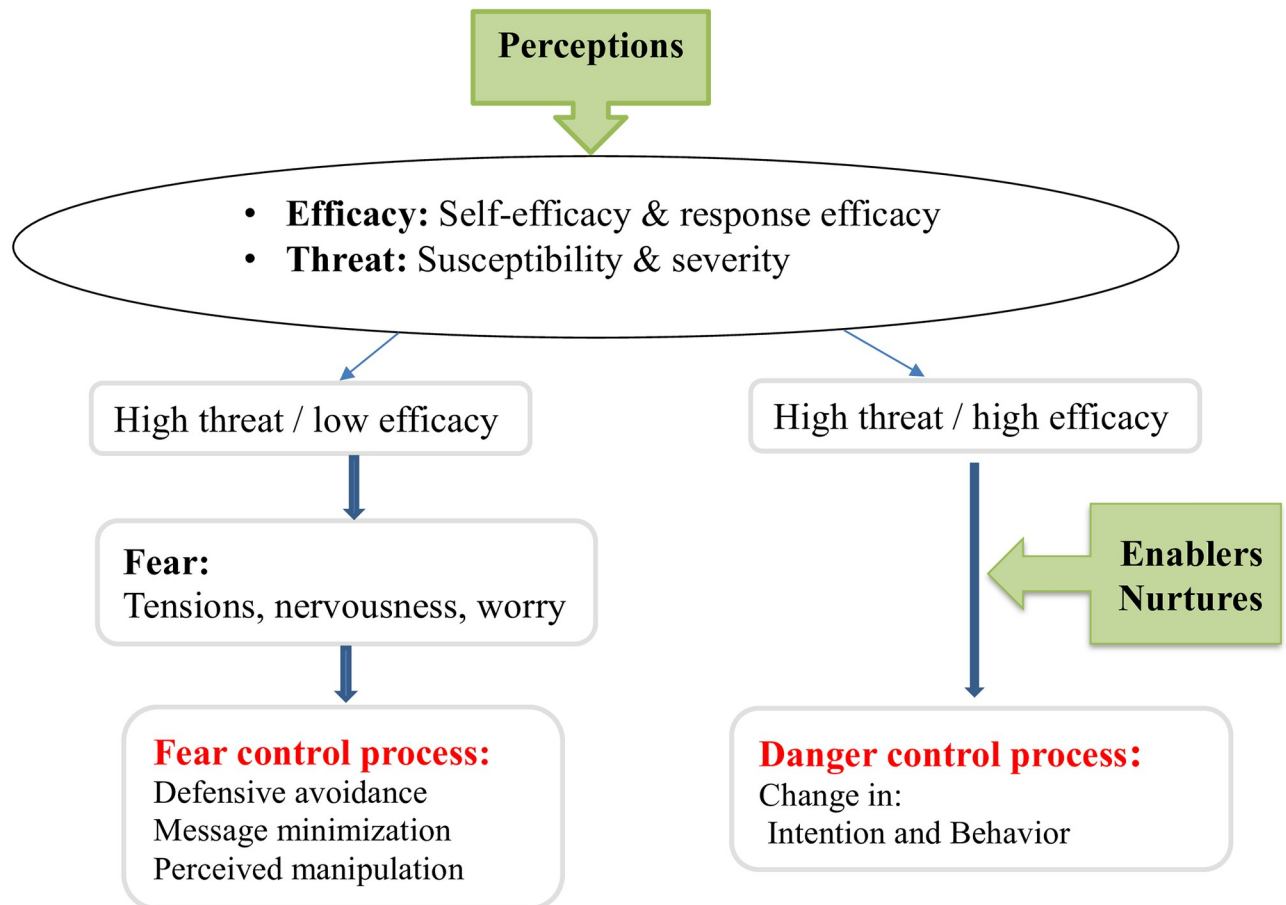 Perceptions
• Efficacy: Self-efficacy & response efficacy
• Threat: Susceptibility & severity
High threat / low efficacy
High threat / high efficacy
Fear:
Tensions, nervousness, worry
Enablers
Nurtures
Fear control process:
Defensive avoidance
Message minimization
Perceived manipulation
Danger control process:
Change in:
Intention and Behavior